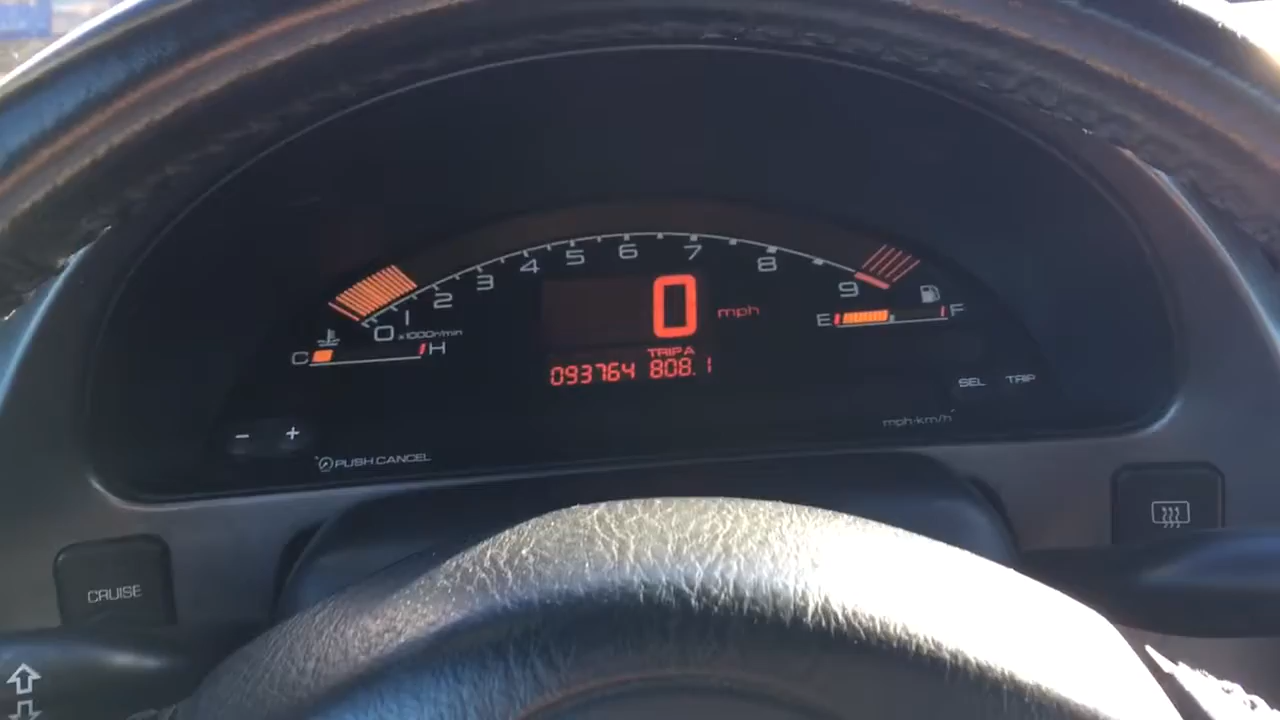 0 1 2 3 4 5 6 7 8 9
x1000r/min
C H
0 mph
E F
TRIP A
093764 808.1
SEL TRIP
mph·km/h
- +
PUSH.CANCEL
CRUISE